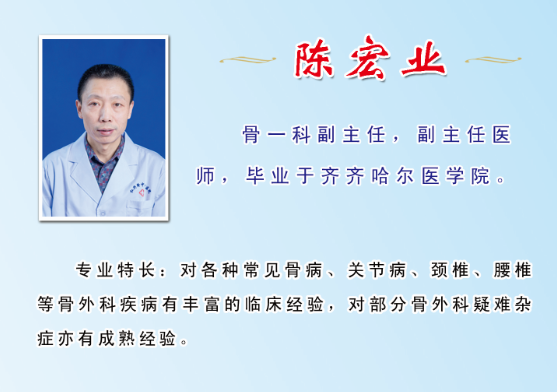 陈宏业
骨一科副主任，副主任医
师，毕业于齐齐哈尔医学院。
专业特长：对各种常见骨病、关节病、颈椎、腰椎
等骨外科疾病有丰富的临床经验，对部分骨外科疑难杂
症亦有成熟经验。